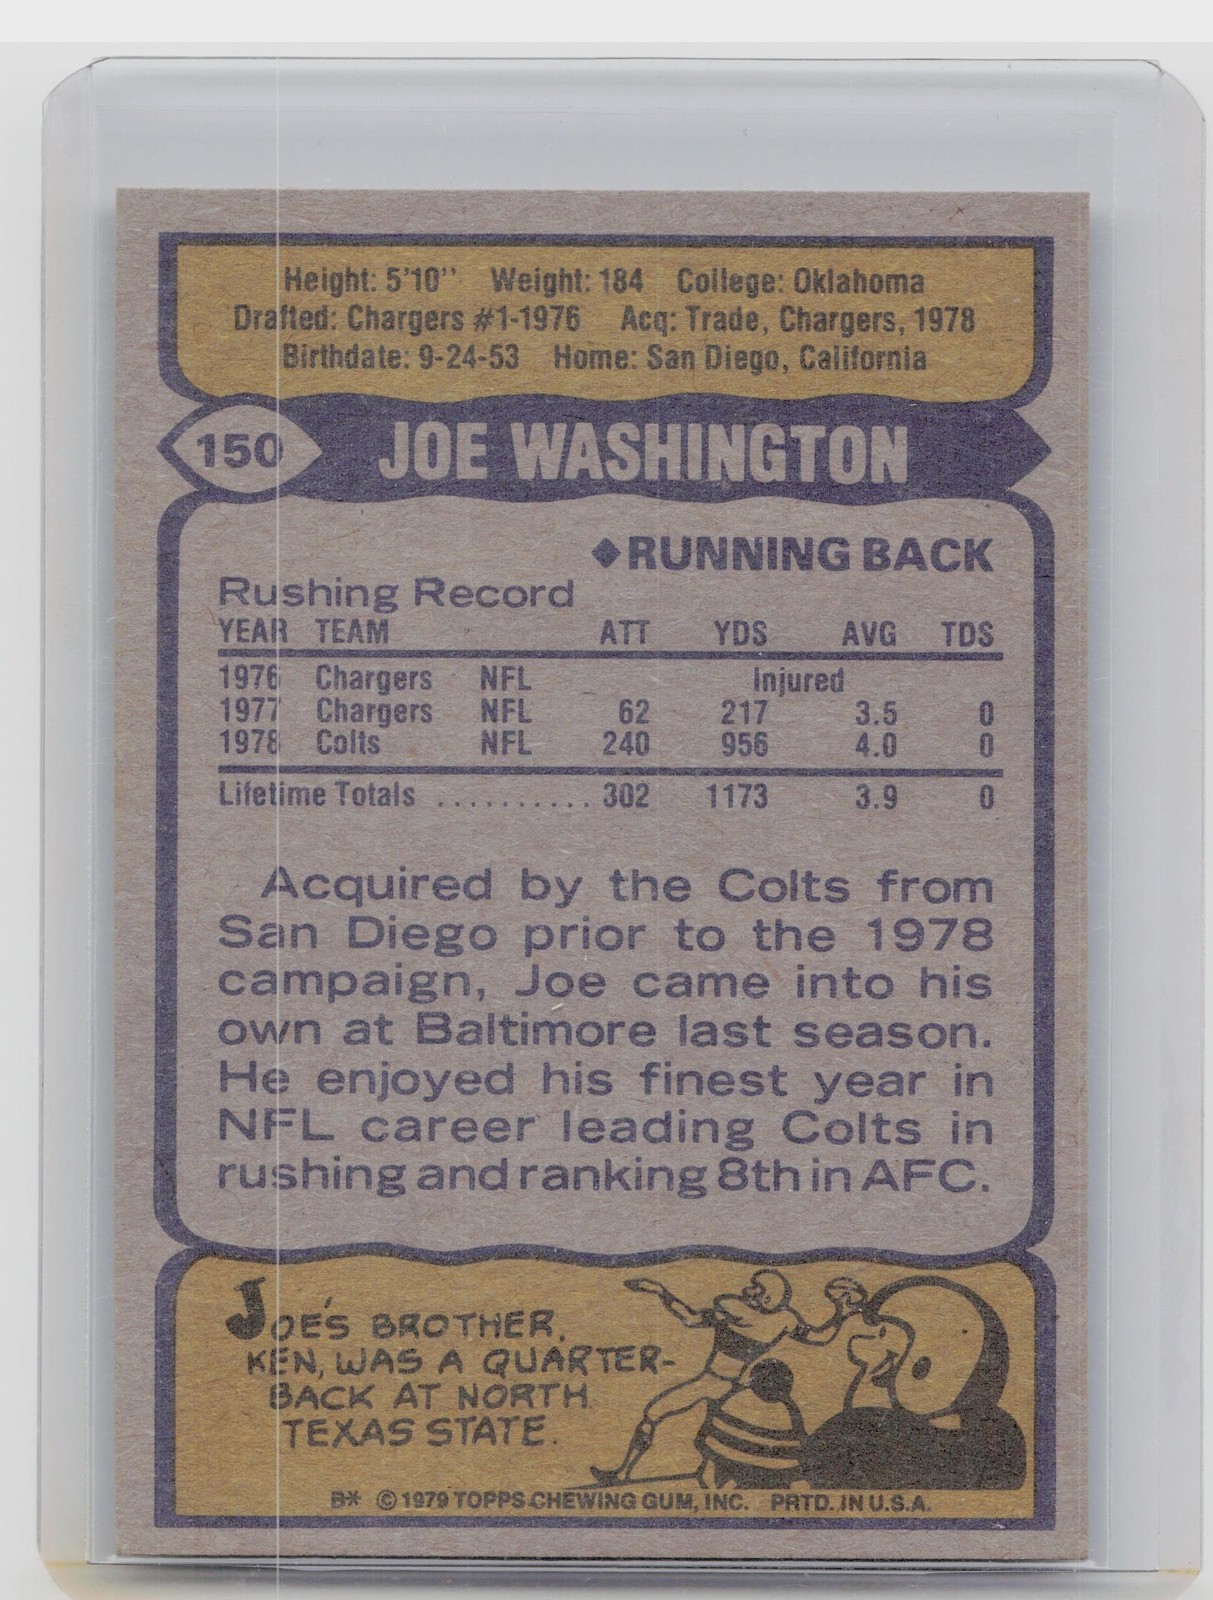 Height: 5'10'' Weight: 184 College: Oklahoma
Drafted: Chargers #1-1976 Acq: Trade, Chargers, 1978
Birthdate: 9-24-53 Home: San Diego, California
150 JOE WASHINGTON
◆RUNNING BACK
Rushing Record
YEAR TEAM ATT YDS AVG TDS
1976 Chargers NFL Injured
1977 Chargers NFL 62 217 3.5 0
1978 Colts NFL 240 956 4.0 0
Lifetime Totals .......... 302 1173 3.9 0
Acquired by the Colts from
San Diego prior to the 1978
campaign, Joe came into his
own at Baltimore last season.
He enjoyed his finest year in
NFL career leading Colts in
rushing and ranking 8th in AFC.
JOE'S BROTHER,
KEN, WAS A QUARTER-
BACK AT NORTH
TEXAS STATE.
B* © 1979 TOPPS CHEWING GUM, INC. PRTD. IN U.S.A.